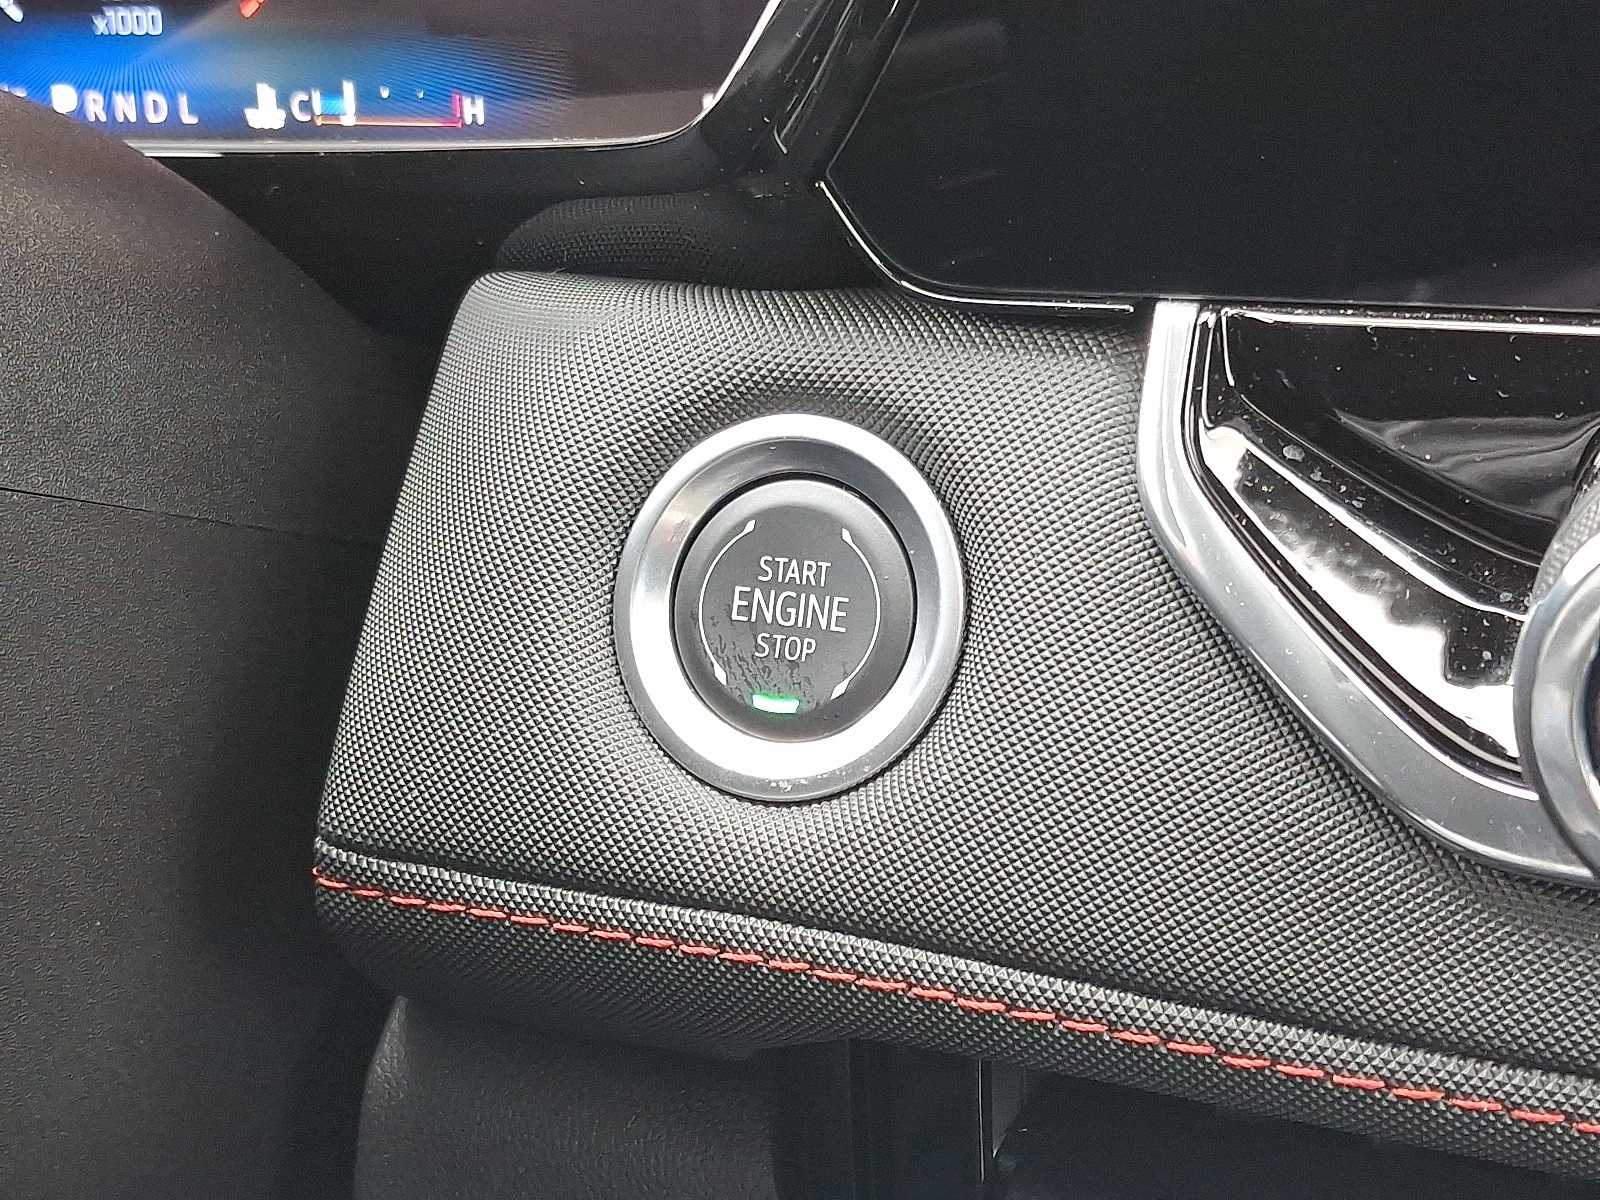 x1000
PRNDL C H
START
ENGINE
STOP